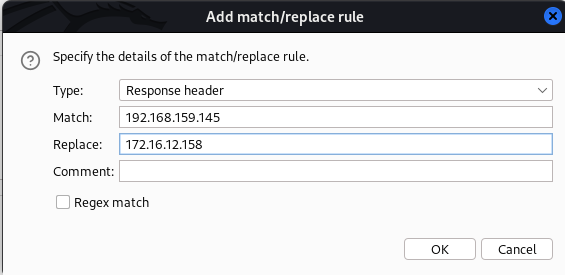 Add match/replace rule
Specify the details of the match/replace rule.
Type: Response header
Match: 192.168.159.145
Replace: 172.16.12.158
Comment:
Regex match
OK Cancel